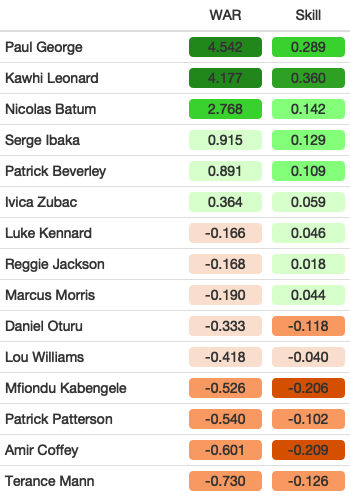 WAR Skill
Paul George 4.542 0.289
Kawhi Leonard 4.177 0.360
Nicolas Batum 2.768 0.142
Serge Ibaka 0.915 0.129
Patrick Beverley 0.891 0.109
Ivica Zubac 0.364 0.059
Luke Kennard -0.166 0.046
Reggie Jackson -0.168 0.018
Marcus Morris -0.190 0.044
Daniel Oturu -0.333 -0.118
Lou Williams -0.418 -0.040
Mfiondu Kabengele -0.526 -0.206
Patrick Patterson -0.540 -0.102
Amir Coffey -0.601 -0.209
Terance Mann -0.730 -0.126